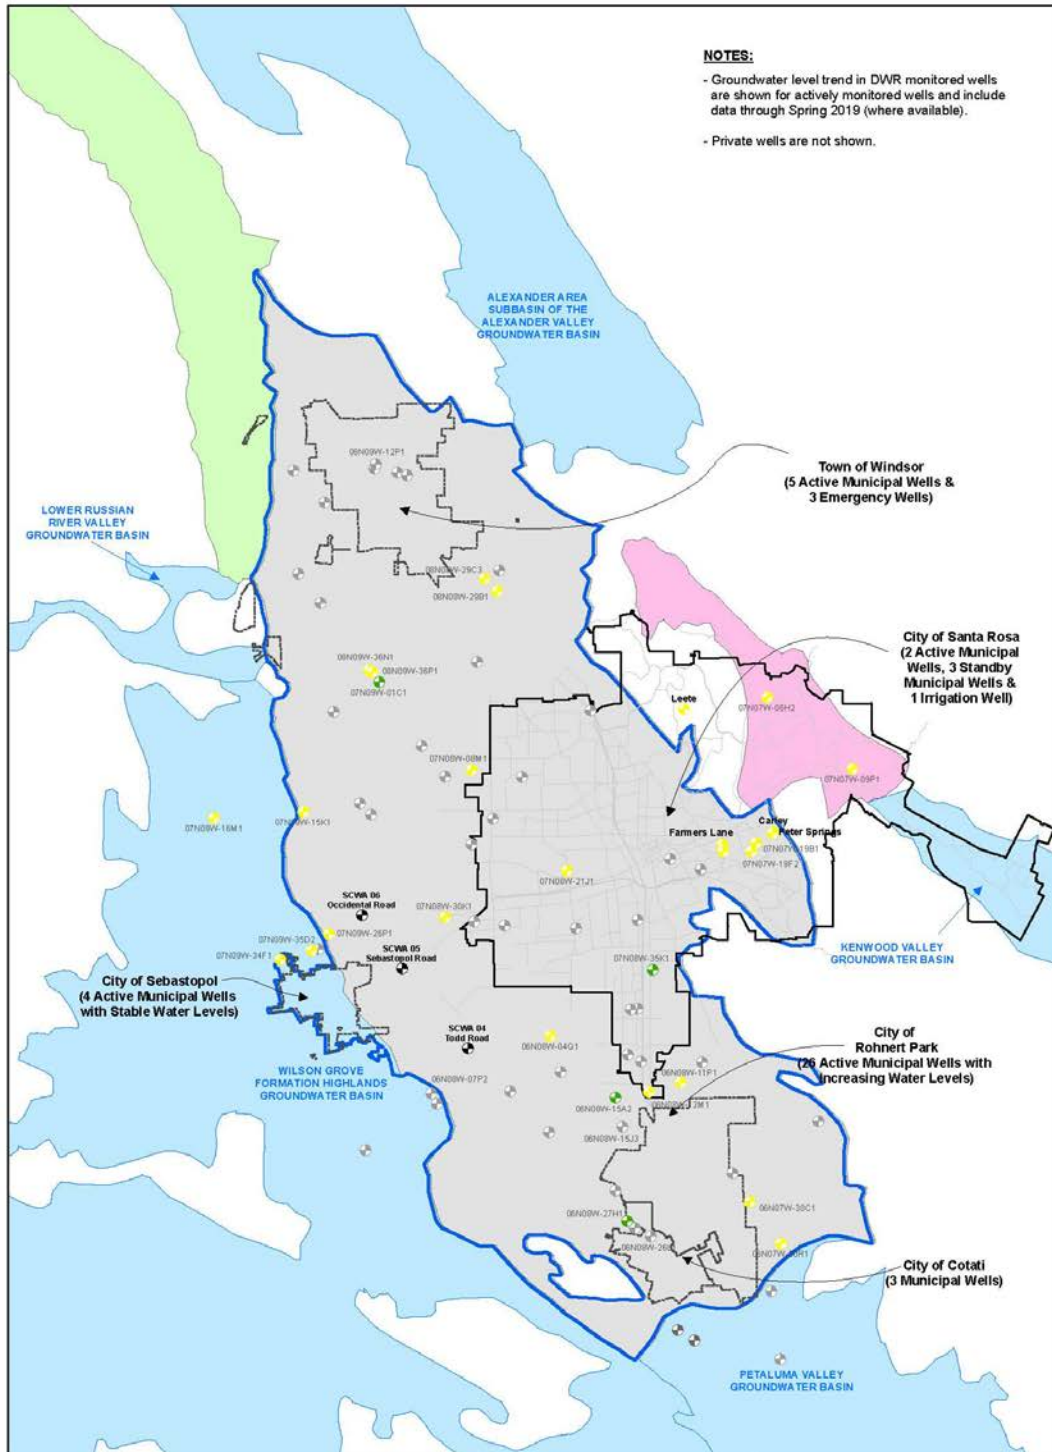 NOTES:
- Groundwater level trend in DWR monitored wells
are shown for actively monitored wells and include
data through Spring 2019 (where available).
- Private wells are not shown.
ALEXANDER AREA
SUBBASIN OF THE
ALEXANDER VALLEY
GROUNDWATER BASIN
Town of Windsor
(5 Active Municipal Wells &
3 Emergency Wells)
LOWER RUSSIAN
RIVER VALLEY
GROUNDWATER BASIN
08N09W-12P1
08N08W-29C3
08N08W-29B1
City of Santa Rosa
(2 Active Municipal
Wells, 3 Standby
Municipal Wells &
1 Irrigation Well)
08N09W-36N1
08N09W-36P1
07N09W-01C1
Leete
07N07W-06H2
07N08W-08M1
07N07W-09P1
07N09W-16M1
07N09W-15K1
Farmers Lane
Carley
Peter Springs
07N07W-19B1
07N07W-19F2
07N08W-21J1
SCWA 06
Occidental Road
07N08W-30K1
07N09W-26P1
07N09W-35D2
07N09W-34F1
SCWA 05
Sebastopol Road
07N08W-35K1
KENWOOD VALLEY
GROUNDWATER BASIN
City of Sebastopol
(4 Active Municipal Wells
with Stable Water Levels)
SCWA 04
Todd Road
06N08W-04Q1
City of
Rohnert Park
(26 Active Municipal Wells with
Increasing Water Levels)
WILSON GROVE
FORMATION HIGHLANDS
GROUNDWATER BASIN
06N08W-07P2
06N08W-11P1
06N08W-15A2
06N08W-15J3
06N07W-30C1
06N08W-27H1
City of Cotati
(3 Municipal Wells)
PETALUMA VALLEY
GROUNDWATER BASIN